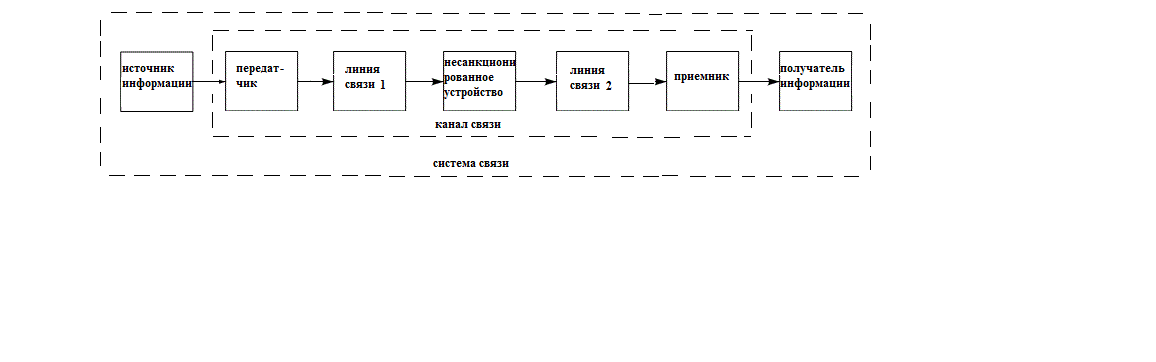 источник
информации
передат-
чик
линия
связи 1
несанкциони
рованное
устройство
линия
связи 2
приемник
получатель
информации
канал связи
система связи